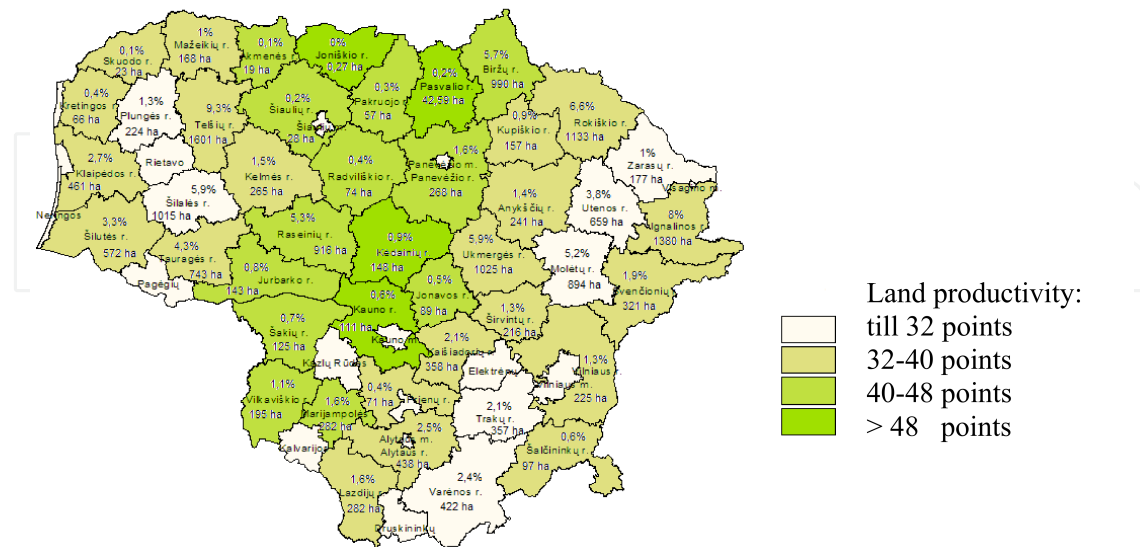 0,1%
Skuodo r.
23 ha
1%
Mažeikių r.
168 ha
0,1%
Akmenės r.
19 ha
0%
Joniškio r.
0,27 ha
0,3%
Pakruojo r.
57 ha
0,2%
Pasvalio r.
42,59 ha
5,7%
Biržų r.
990 ha
0,4%
Kretingos r.
66 ha
1,3%
Plungės r.
224 ha
9,3%
Telšių r.
1601 ha
0,2%
Šiaulių r.
28 ha
Šiaulių m.
0,9%
Kupiškio r.
157 ha
6,6%
Rokiškio r.
1133 ha
2,7%
Klaipėdos r.
461 ha
Rietavo
1,5%
Kelmės r.
265 ha
0,4%
Radviliškio r.
74 ha
1,6%
Panevėžio m.
Panevėžio r.
268 ha
1%
Zarasų r.
177 ha
Visagino m.
Neringos
5,9%
Šilalės r.
1015 ha
1,4%
Anykščių r.
241 ha
3,8%
Utenos r.
659 ha
8%
Ignalinos r.
1380 ha
3,3%
Šilutės r.
572 ha
4,3%
Tauragės r.
743 ha
5,3%
Raseinių r.
916 ha
0,9%
Kėdainių r.
148 ha
5,9%
Ukmergės r.
1025 ha
5,2%
Molėtų r.
894 ha
1,9%
Švenčionių r.
321 ha
Pagėgių
0,8%
Jurbarko r.
143 ha
0,5%
Jonavos r.
89 ha
0,6%
Kauno r.
111 ha
Kauno m.
1,3%
Širvintų r.
216 ha
0,7%
Šakių r.
125 ha
2,1%
Kaišiadorių r.
358 ha
Kazlų Rūdos
Elektrėnų
1,3%
Vilniaus r.
Vilniaus m.
225 ha
1,1%
Vilkaviškio r.
195 ha
1,6%
Marijampolės
282 ha
0,4%
Prienų r.
71 ha
2,1%
Trakų r.
357 ha
Kalvarijos
2,5%
Alytaus m.
Alytaus r.
438 ha
0,6%
Šalčininkų r.
97 ha
1,6%
Lazdijų r.
282 ha
2,4%
Varėnos r.
422 ha
Druskininkų
Land productivity:
till 32 points
32-40 points
40-48 points
> 48 points